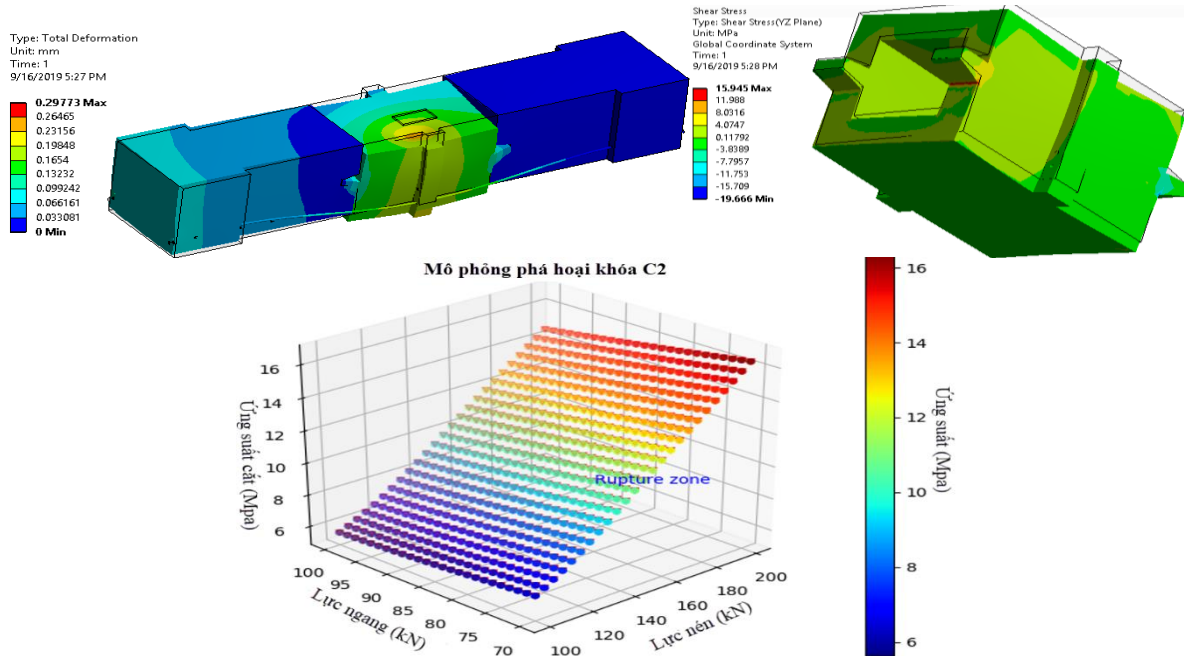 Type: Total Deformation
Unit: mm
Time: 1
9/16/2019 5:27 PM
0.29773 Max
0.26465
0.23156
0.19848
0.1654
0.13232
0.099242
0.066161
0.033081
0 Min
Shear Stress
Type: Shear Stress(YZ Plane)
Unit: MPa
Global Coordinate System
Time: 1
9/16/2019 5:28 PM
15.945 Max
11.988
8.0316
4.0747
0.11792
-3.8389
-7.7957
-11.753
-15.709
-19.666 Min
Mô phỏng phá hoại khóa C2
16
14
12
10
8
6
Ứng suất cắt (Mpa)
Rupture zone
100
95
90
85
80
75
70
Lực ngang (kN)
100
120
140
160
180
200
Lực nén (kN)
16
14
12
10
8
6
Ứng suất (Mpa)